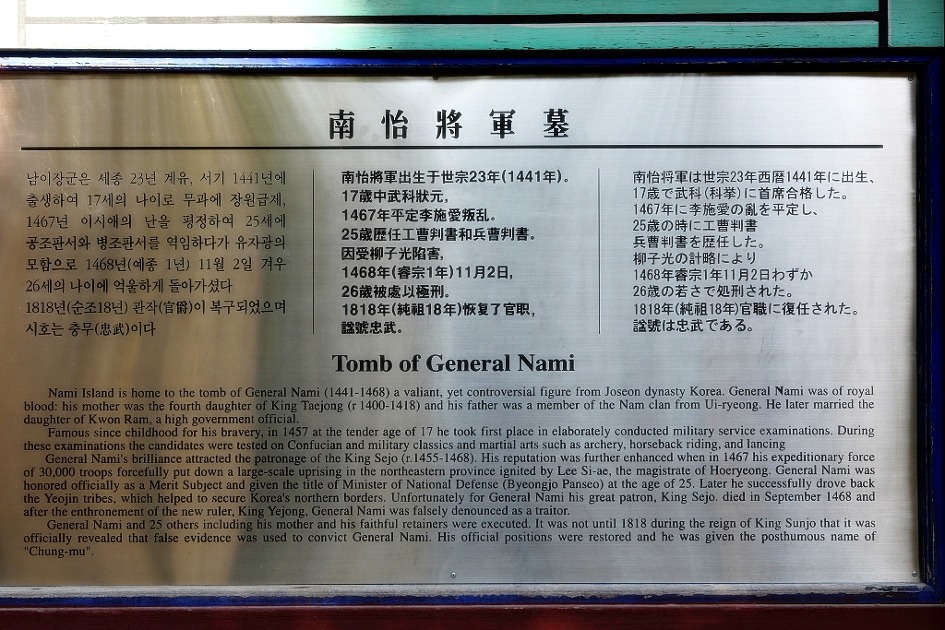 南怡將軍墓
남이장군은 세종 23년 계유, 서기 1441년에
출생하여 17세의 나이로 무과에 장원급제,
1467년 이시애의 난을 평정하여 25세에
공조판서와 병조판서를 역임하다가 유자광의
모함으로 1468년(예종 1년) 11월 2일 겨우
26세의 나이에 억울하게 돌아가셨다
1818년(순조18년) 관작(官爵)이 복구되었으며
시호는 충무(忠武)이다
南怡將軍出生于世宗23年(1441年)。
17歲中武科狀元,
1467年平定李施愛叛乱。
25歲歷任工曹判書和兵曹判書。
因受柳子光陷害,
1468年(睿宗1年)11月2日,
26歲被處以極刑。
1818年(純祖18年)恢复了官职,
諡號忠武。
南怡将軍は世宗23年西暦1441年に出生、
17歳で武科(科挙)に首席合格した。
1467年に李施愛の亂を平定し、
25歳の時に工曹判書
兵曹判書を歴任した。
柳子光の計略により
1468年睿宗1年11月2日わずか
26歳の若さで処刑された。
1818年(純祖18年)官職に復任された。
諡號は忠武である。
Tomb of General Nami
Nami Island is home to the tomb of General Nami (1441-1468) a valiant, yet controversial figure from Joseon dynasty Korea. General Nami was of royal
blood: his mother was the fourth daughter of King Taejong (r 1400-1418) and his father was a member of the Nam clan from Ui-ryeong. He later married the
daughter of Kwon Ram, a high government official.
Famous since childhood for his bravery, in 1457 at the tender age of 17 he took first place in elaborately conducted military service examinations. During
these examinations the candidates were tested on Confucian and military classics and martial arts such as archery, horseback riding, and lancing
General Nami's brilliance attracted the patronage of the King Sejo (r.1455-1468). His reputation was further enhanced when in 1467 his expeditionary force
of 30,000 troops forcefully put down a large-scale uprising in the northeastern province ignited by Lee Si-ae, the magistrate of Hoeryeong. General Nami was
honored officially as a Merit Subject and given the title of Minister of National Defense (Byeongjo Panseo) at the age of 25. Later he successfully drove back
the Yeojin tribes, which helped to secure Korea's northern borders. Unfortunately for General Nami his great patron, King Sejo. died in September 1468 and
after the enthronement of the new ruler, King Yejong, General Nami was falsely denounced as a traitor.
General Nami and 25 others including his mother and his faithful retainers were executed. It was not until 1818 during the reign of King Sunjo that it was
officially revealed that false evidence was used to convict General Nami. His official positions were restored and he was given the posthumous name of
"Chung-mu".